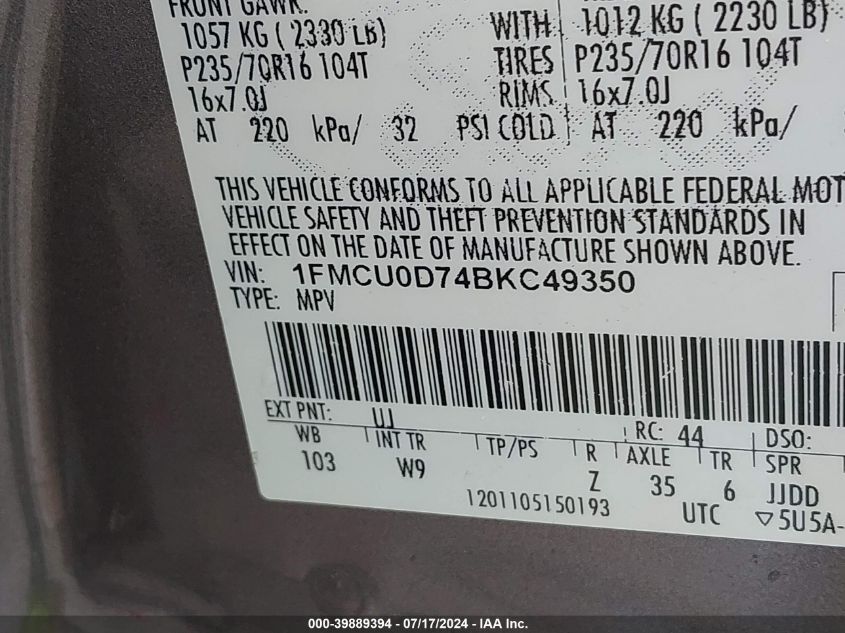 FRONT GAWR:
1057 KG ( 2330 LB) WITH 1012 KG ( 2230 LB)
P235/70R16 104T TIRES P235/70R16 104T
16x7.0J RIMS 16x7.0J
AT 220 kPa/ 32 PSI COLD AT 220 kPa/
THIS VEHICLE CONFORMS TO ALL APPLICABLE FEDERAL MOT
VEHICLE SAFETY AND THEFT PREVENTION STANDARDS IN
EFFECT ON THE DATE OF MANUFACTURE SHOWN ABOVE.
VIN: 1FMCU0D74BKC49350
TYPE: MPV
EXT PNT: UJ RC: 44 DSO:
WB INT TR TP/PS R AXLE TR SPR
103 W9 Z 35 6 JJDD
1201105150193 UTC ▽5U5A-
000-39889394 - 07/17/2024 - IAA Inc.